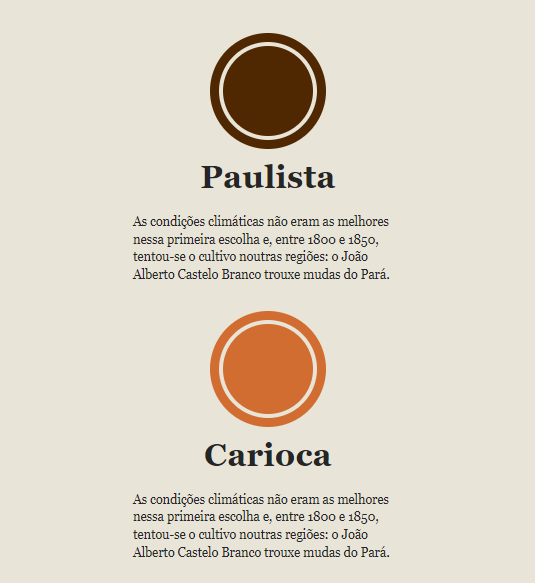 Paulista
As condições climáticas não eram as melhores
nessa primeira escolha e, entre 1800 e 1850,
tentou-se o cultivo noutras regiões: o João
Alberto Castelo Branco trouxe mudas do Pará.
Carioca
As condições climáticas não eram as melhores
nessa primeira escolha e, entre 1800 e 1850,
tentou-se o cultivo noutras regiões: o João
Alberto Castelo Branco trouxe mudas do Pará.